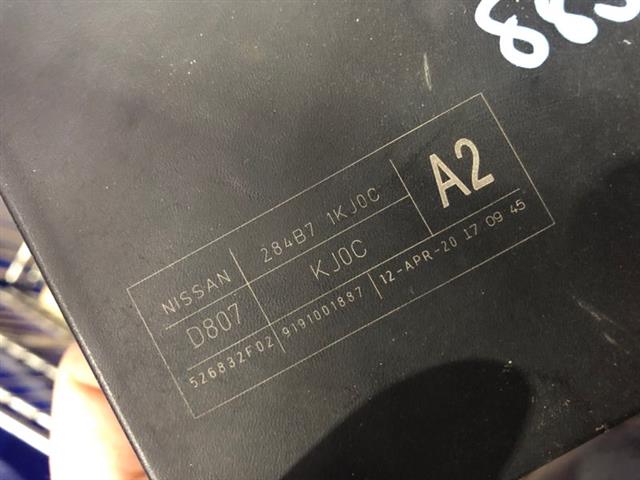 NISSAN 284B7 1KJ0C A2
D807 KJ0C
526832F02 9191001887 12-APR-20 17 09 45